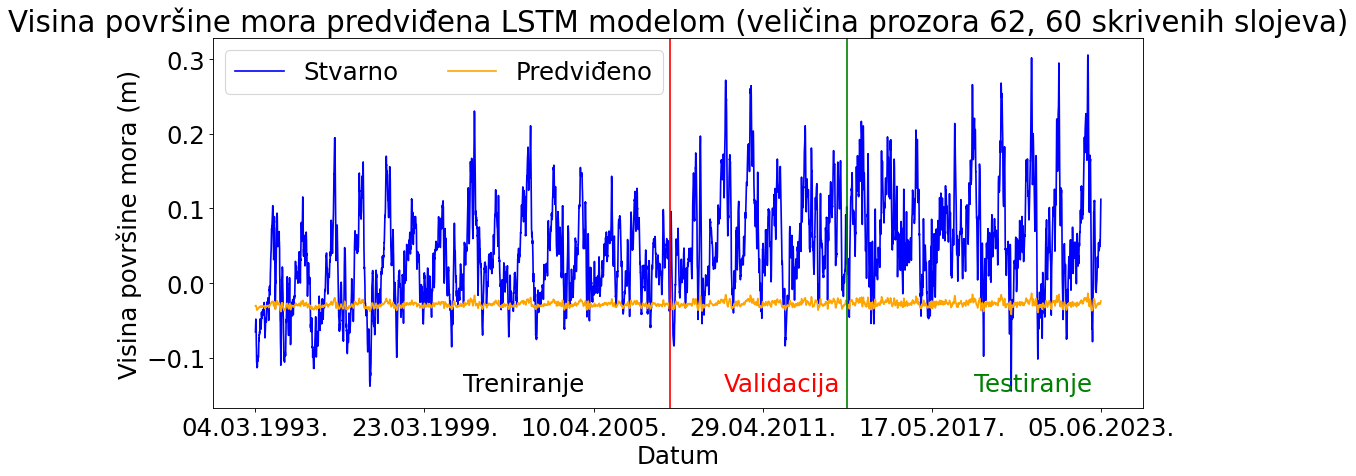 Visina površine mora predviđena LSTM modelom (veličina prozora 62, 60 skrivenih slojeva)
Stvarno Predviđeno
0.3
0.2
0.1
0.0
−0.1
Visina površine mora (m)
Treniranje Validacija Testiranje
04.03.1993. 23.03.1999. 10.04.2005. 29.04.2011. 17.05.2017. 05.06.2023.
Datum